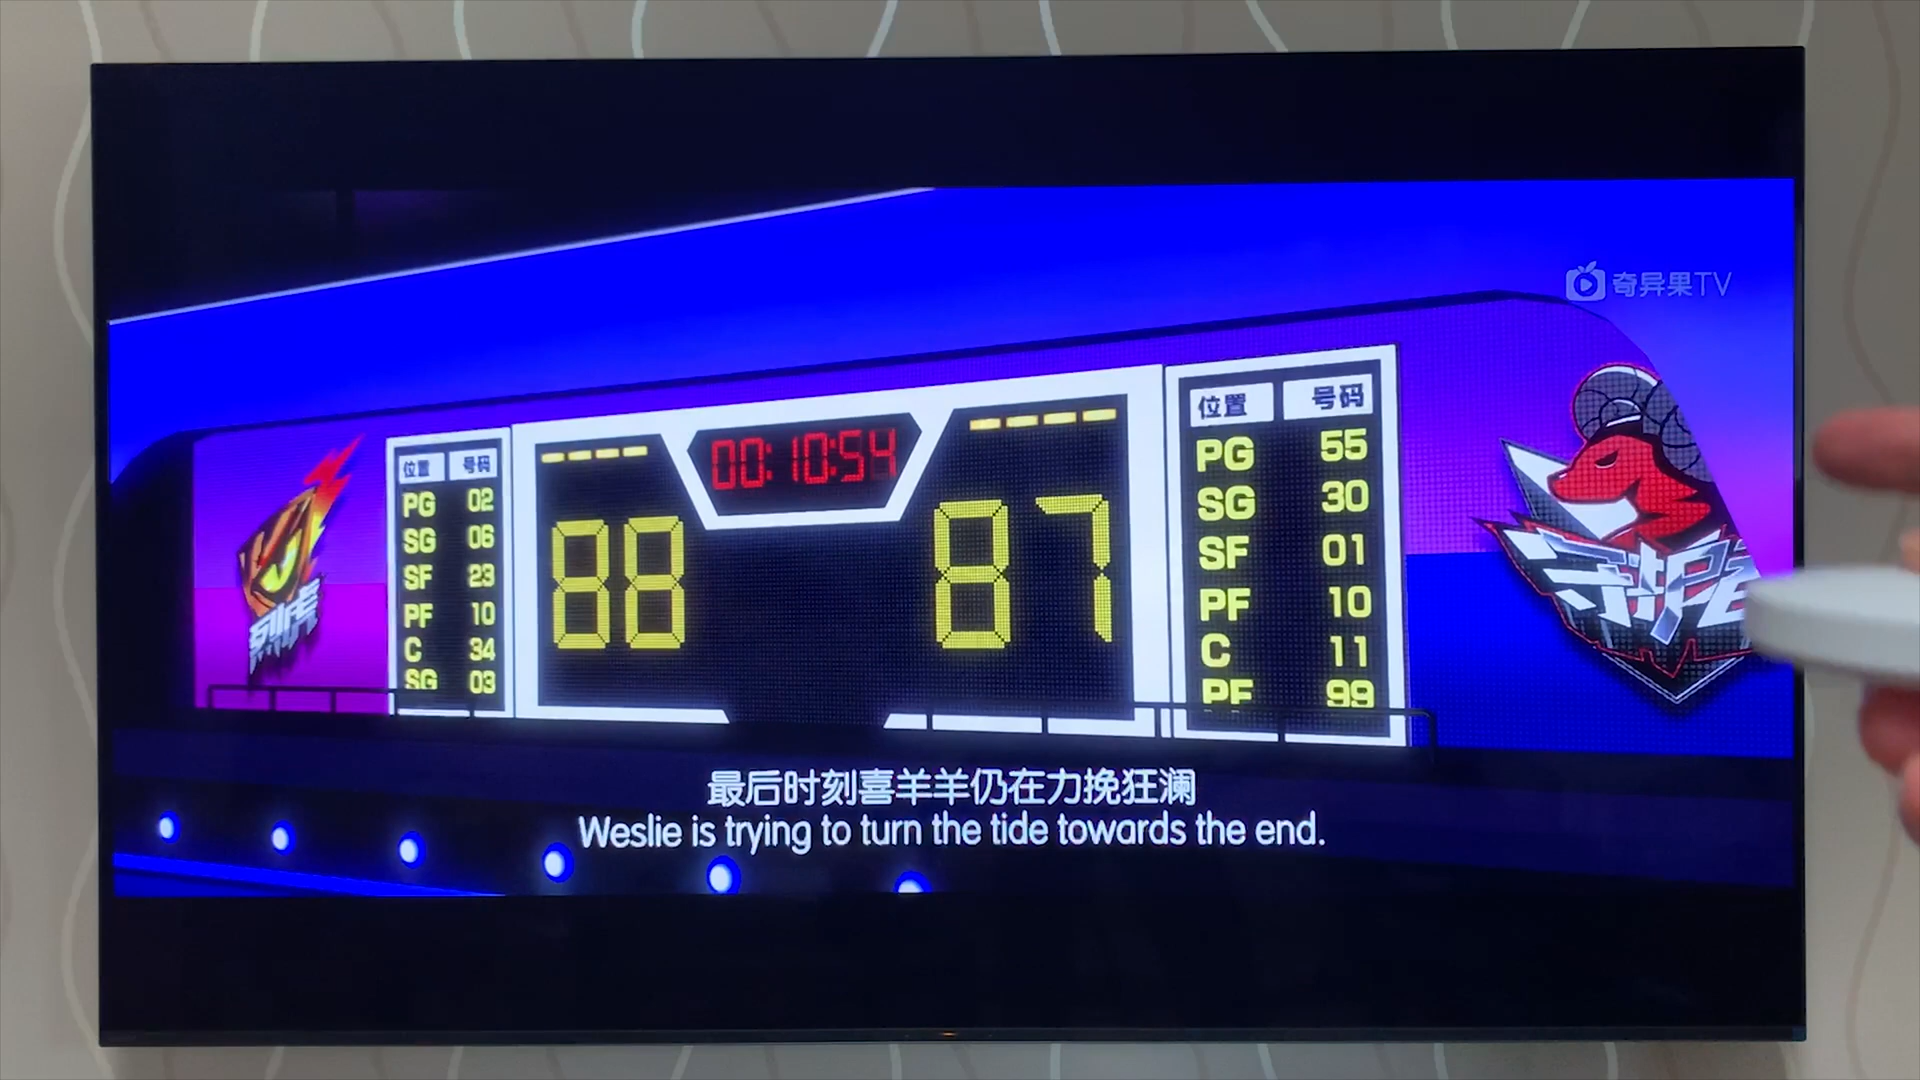 奇异果TV
00:10:54
88
87
位置 号码
PG 02
SG 06
SF 23
PF 10
C 34
SG 03
位置 号码
PG 55
SG 30
SF 01
PF 10
C 11
PF 99
烈虎
最后时刻喜羊羊仍在力挽狂澜
Weslie is trying to turn the tide towards the end.